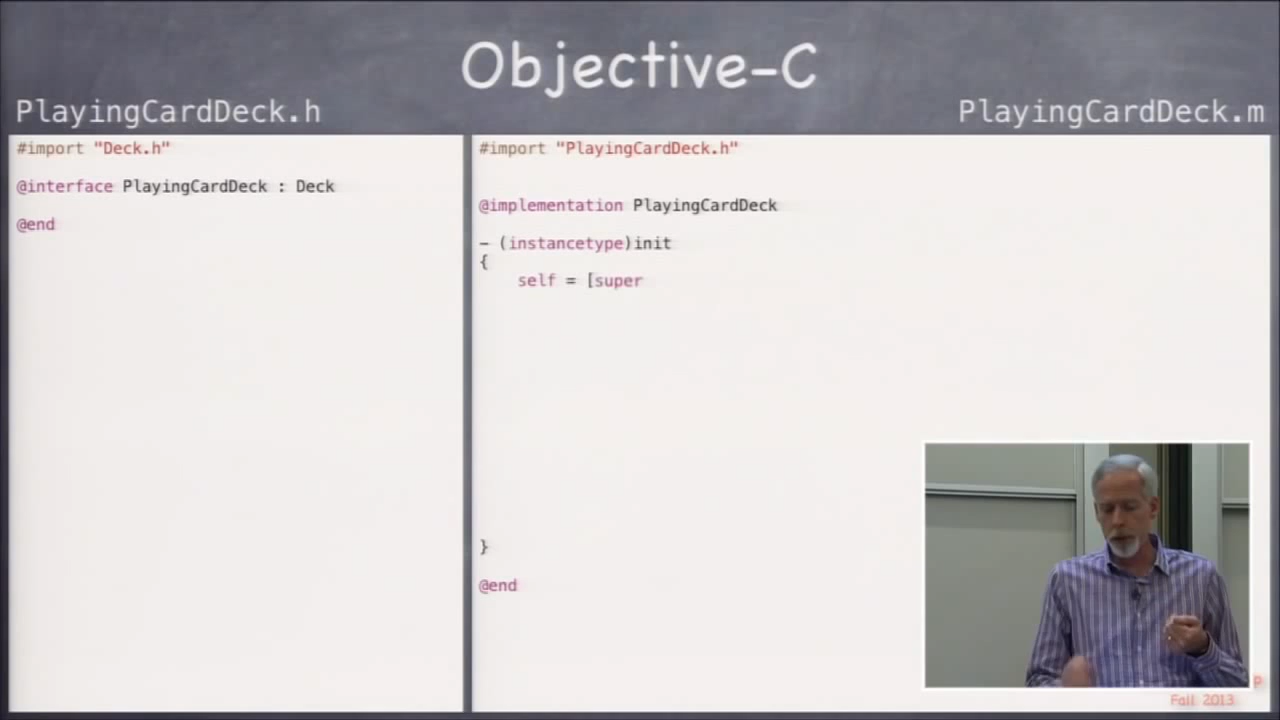 Objective-C
PlayingCardDeck.h
PlayingCardDeck.m
#import "Deck.h"
@interface PlayingCardDeck : Deck
@end
#import "PlayingCardDeck.h"
@implementation PlayingCardDeck
- (instancetype)init
{
self = [super
}
@end
Fall 2013